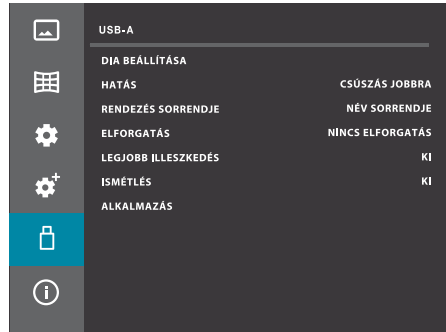 USB-A
DIA BEÁLLÍTÁSA
HATÁS CSÚSZÁS JOBBRA
RENDEZÉS SORRENDJE NÉV SORRENDJE
ELFORGATÁS NINCS ELFORGATÁS
LEGJOBB ILLESZKEDÉS KI
ISMÉTLÉS KI
ALKALMAZÁS